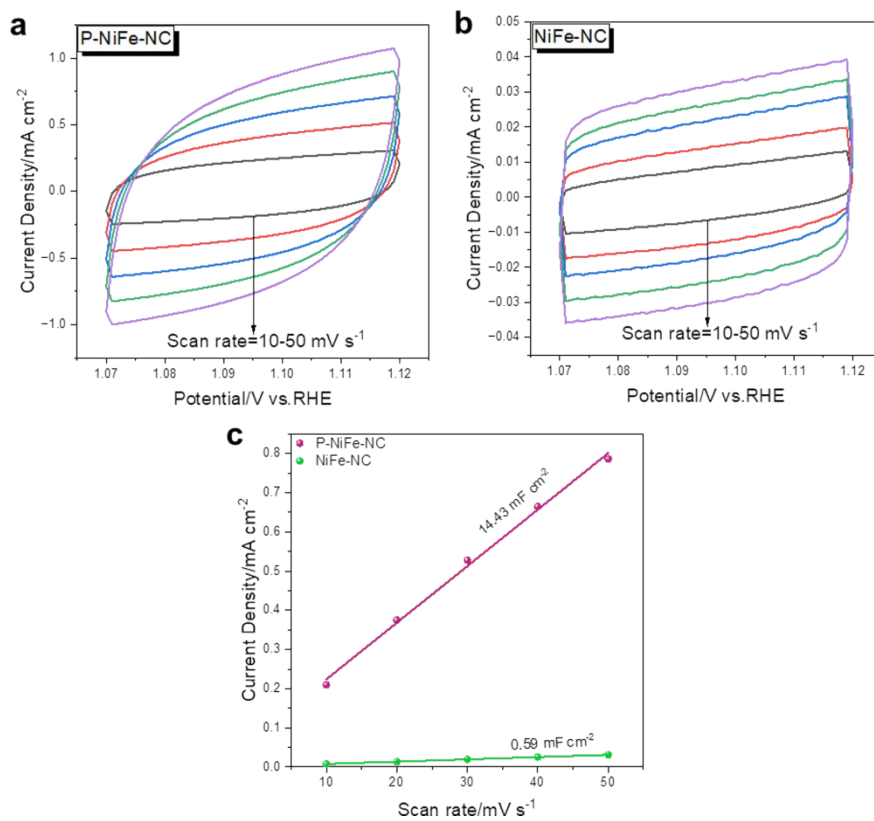 a
P-NiFe-NC
1.0
0.5
0.0
−0.5
−1.0
Current Density/mA cm⁻²
Scan rate=10-50 mV s⁻¹
1.07 1.08 1.09 1.10 1.11 1.12
Potential/V vs.RHE
b
NiFe-NC
0.05
0.04
0.03
0.02
0.01
0.00
−0.01
−0.02
−0.03
−0.04
Current Density/mA cm⁻²
Scan rate=10-50 mV s⁻¹
1.07 1.08 1.09 1.10 1.11 1.12
Potential/V vs.RHE
c
P-NiFe-NC
NiFe-NC
0.8
0.7
0.6
0.5
0.4
0.3
0.2
0.1
0.0
Current Density/mA cm⁻²
14.43 mF cm⁻²
0.59 mF cm⁻²
10 20 30 40 50
Scan rate/mV s⁻¹